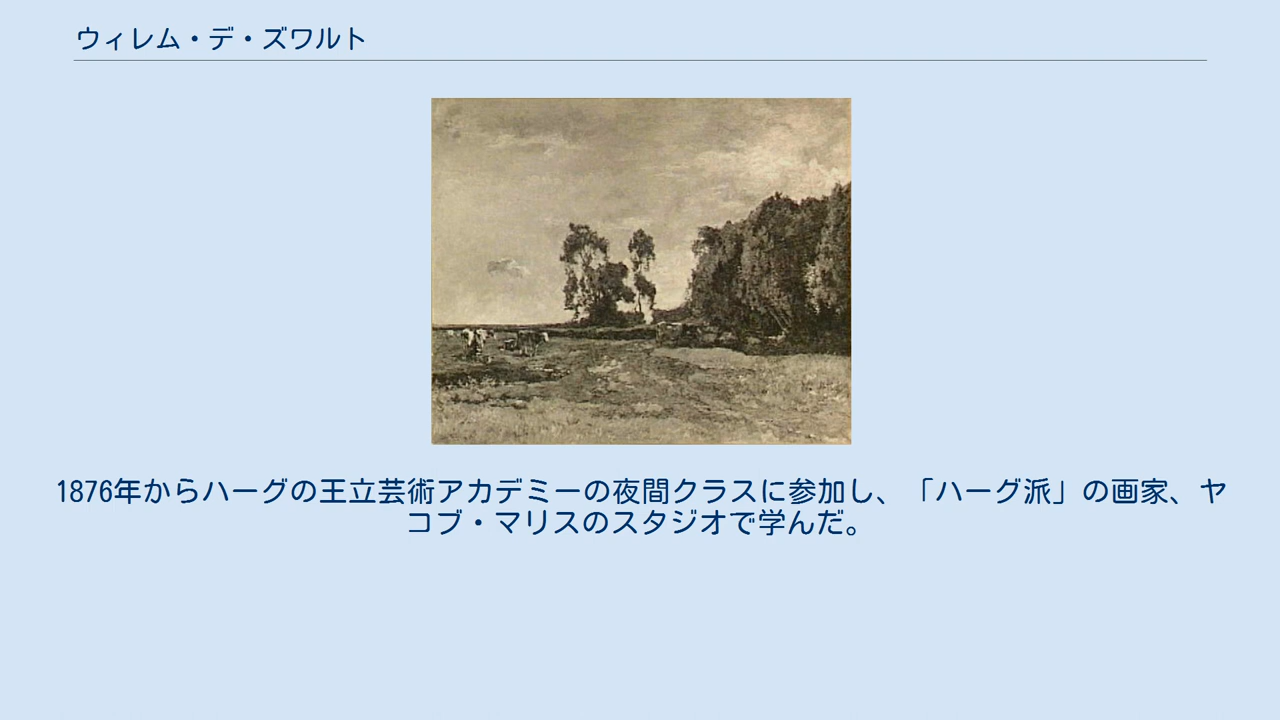 ウィレム・デ・ズワルト
1876年からハーグの王立芸術アカデミーの夜間クラスに参加し、「ハーグ派」の画家、ヤ
コブ・マリスのスタジオで学んだ。